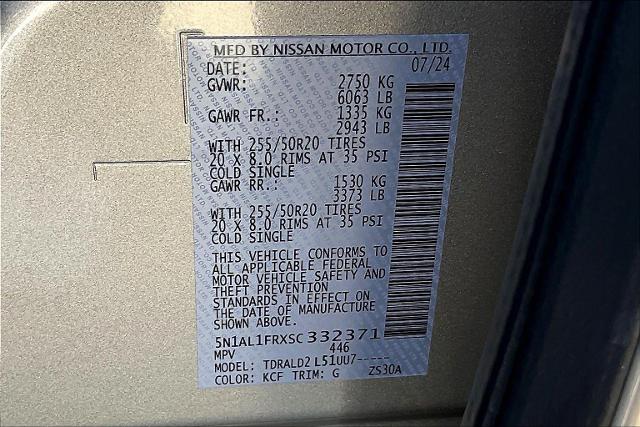 MFD BY NISSAN MOTOR CO., LTD.
DATE: 07/24
GVWR: 2750 KG
6063 LB
GAWR FR.: 1335 KG
2943 LB
WITH 255/50R20 TIRES
20 X 8.0 RIMS AT 35 PSI
COLD SINGLE
GAWR RR.: 1530 KG
3373 LB
WITH 255/50R20 TIRES
20 X 8.0 RIMS AT 35 PSI
COLD SINGLE
THIS VEHICLE CONFORMS TO
ALL APPLICABLE FEDERAL
MOTOR VEHICLE SAFETY AND
THEFT PREVENTION
STANDARDS IN EFFECT ON
THE DATE OF MANUFACTURE
SHOWN ABOVE.
5N1AL1FRXSC332371
MPV 446
MODEL: TDRALD2 L51UU7-----
COLOR: KCF TRIM: G ZS30A